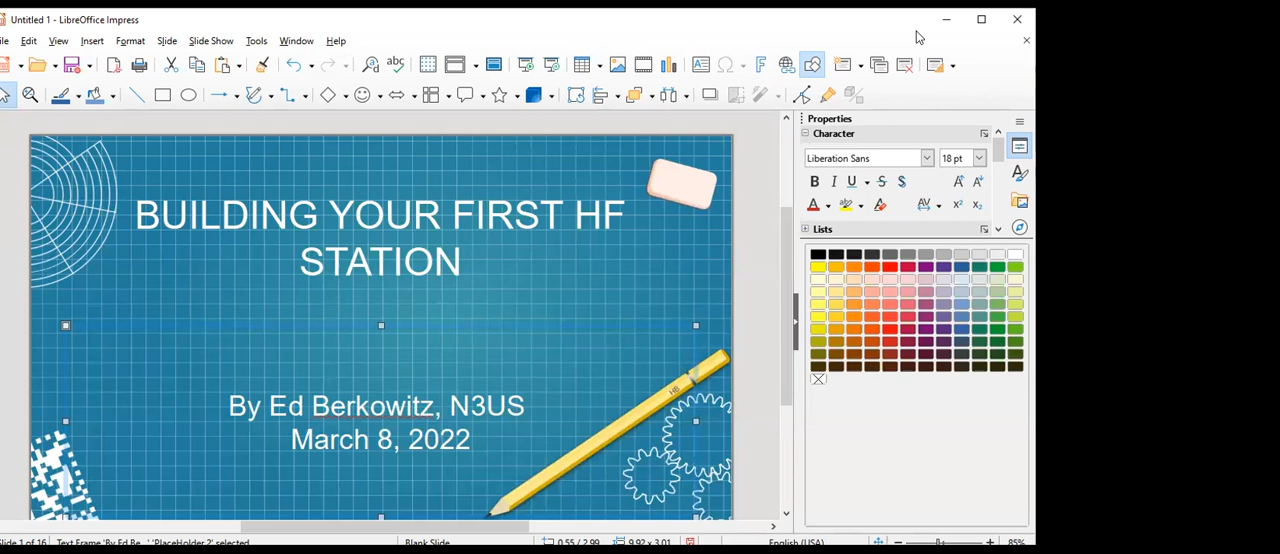 Untitled 1 - LibreOffice Impress
Edit View Insert Format Slide Slide Show Tools Window Help
Properties
Character
Liberation Sans 18 pt
Lists
BUILDING YOUR FIRST HF
STATION
HB
By Ed Berkowitz, N3US
March 8, 2022
Slide 1 of 16 Text Frame 'By Ed Be...' 'PlaceHolder 2' selected Blank Slide 0.55 / 2.99 9.92 x 3.01 English (USA) 85%